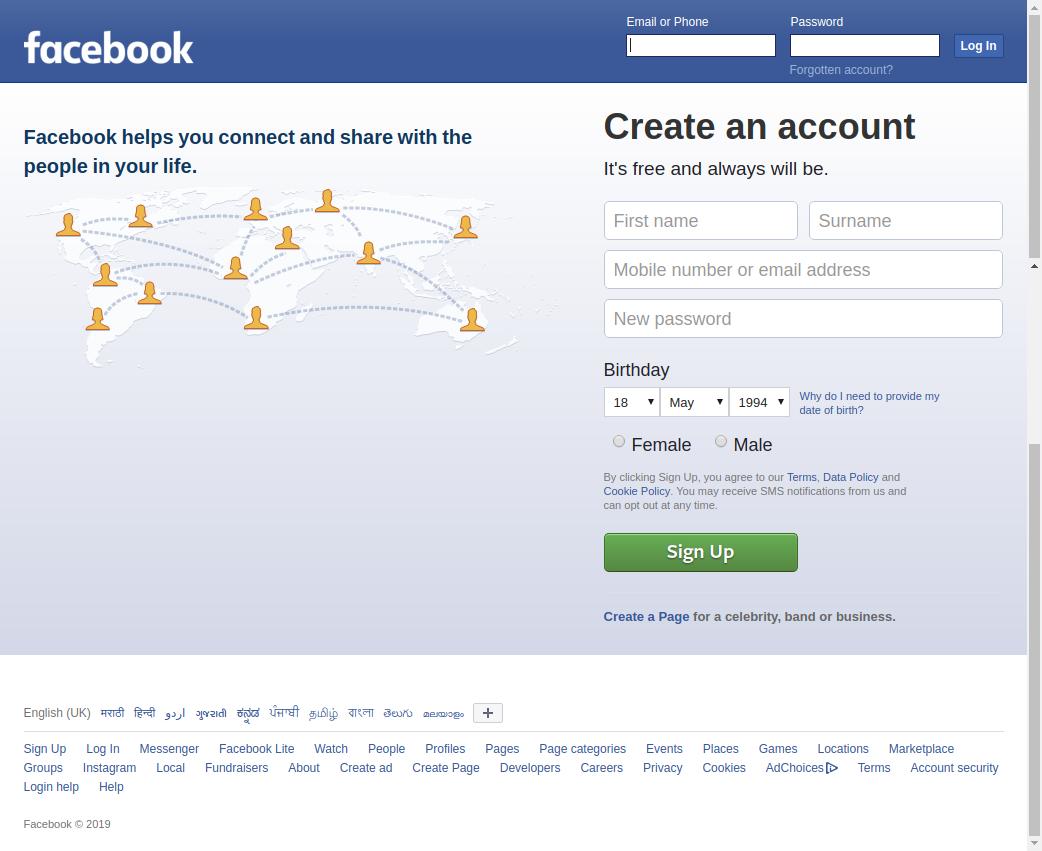 facebook
Email or Phone
Password
Log In
Forgotten account?
Facebook helps you connect and share with the
people in your life.
Create an account
It's free and always will be.
First name
Surname
Mobile number or email address
New password
Birthday
18
May
1994
Why do I need to provide my
date of birth?
Female
Male
By clicking Sign Up, you agree to our Terms, Data Policy and
Cookie Policy. You may receive SMS notifications from us and
can opt out at any time.
Sign Up
Create a Page for a celebrity, band or business.
English (UK) मराठी हिन्दी اردو ગુજરાતી ಕನ್ನಡ ਪੰਜਾਬੀ தமிழ் বাংলা తెలుగు മലയാളം
Sign Up Log In Messenger Facebook Lite Watch People Profiles Pages Page categories Events Places Games Locations Marketplace
Groups Instagram Local Fundraisers About Create ad Create Page Developers Careers Privacy Cookies AdChoices Terms Account security
Login help Help
Facebook © 2019